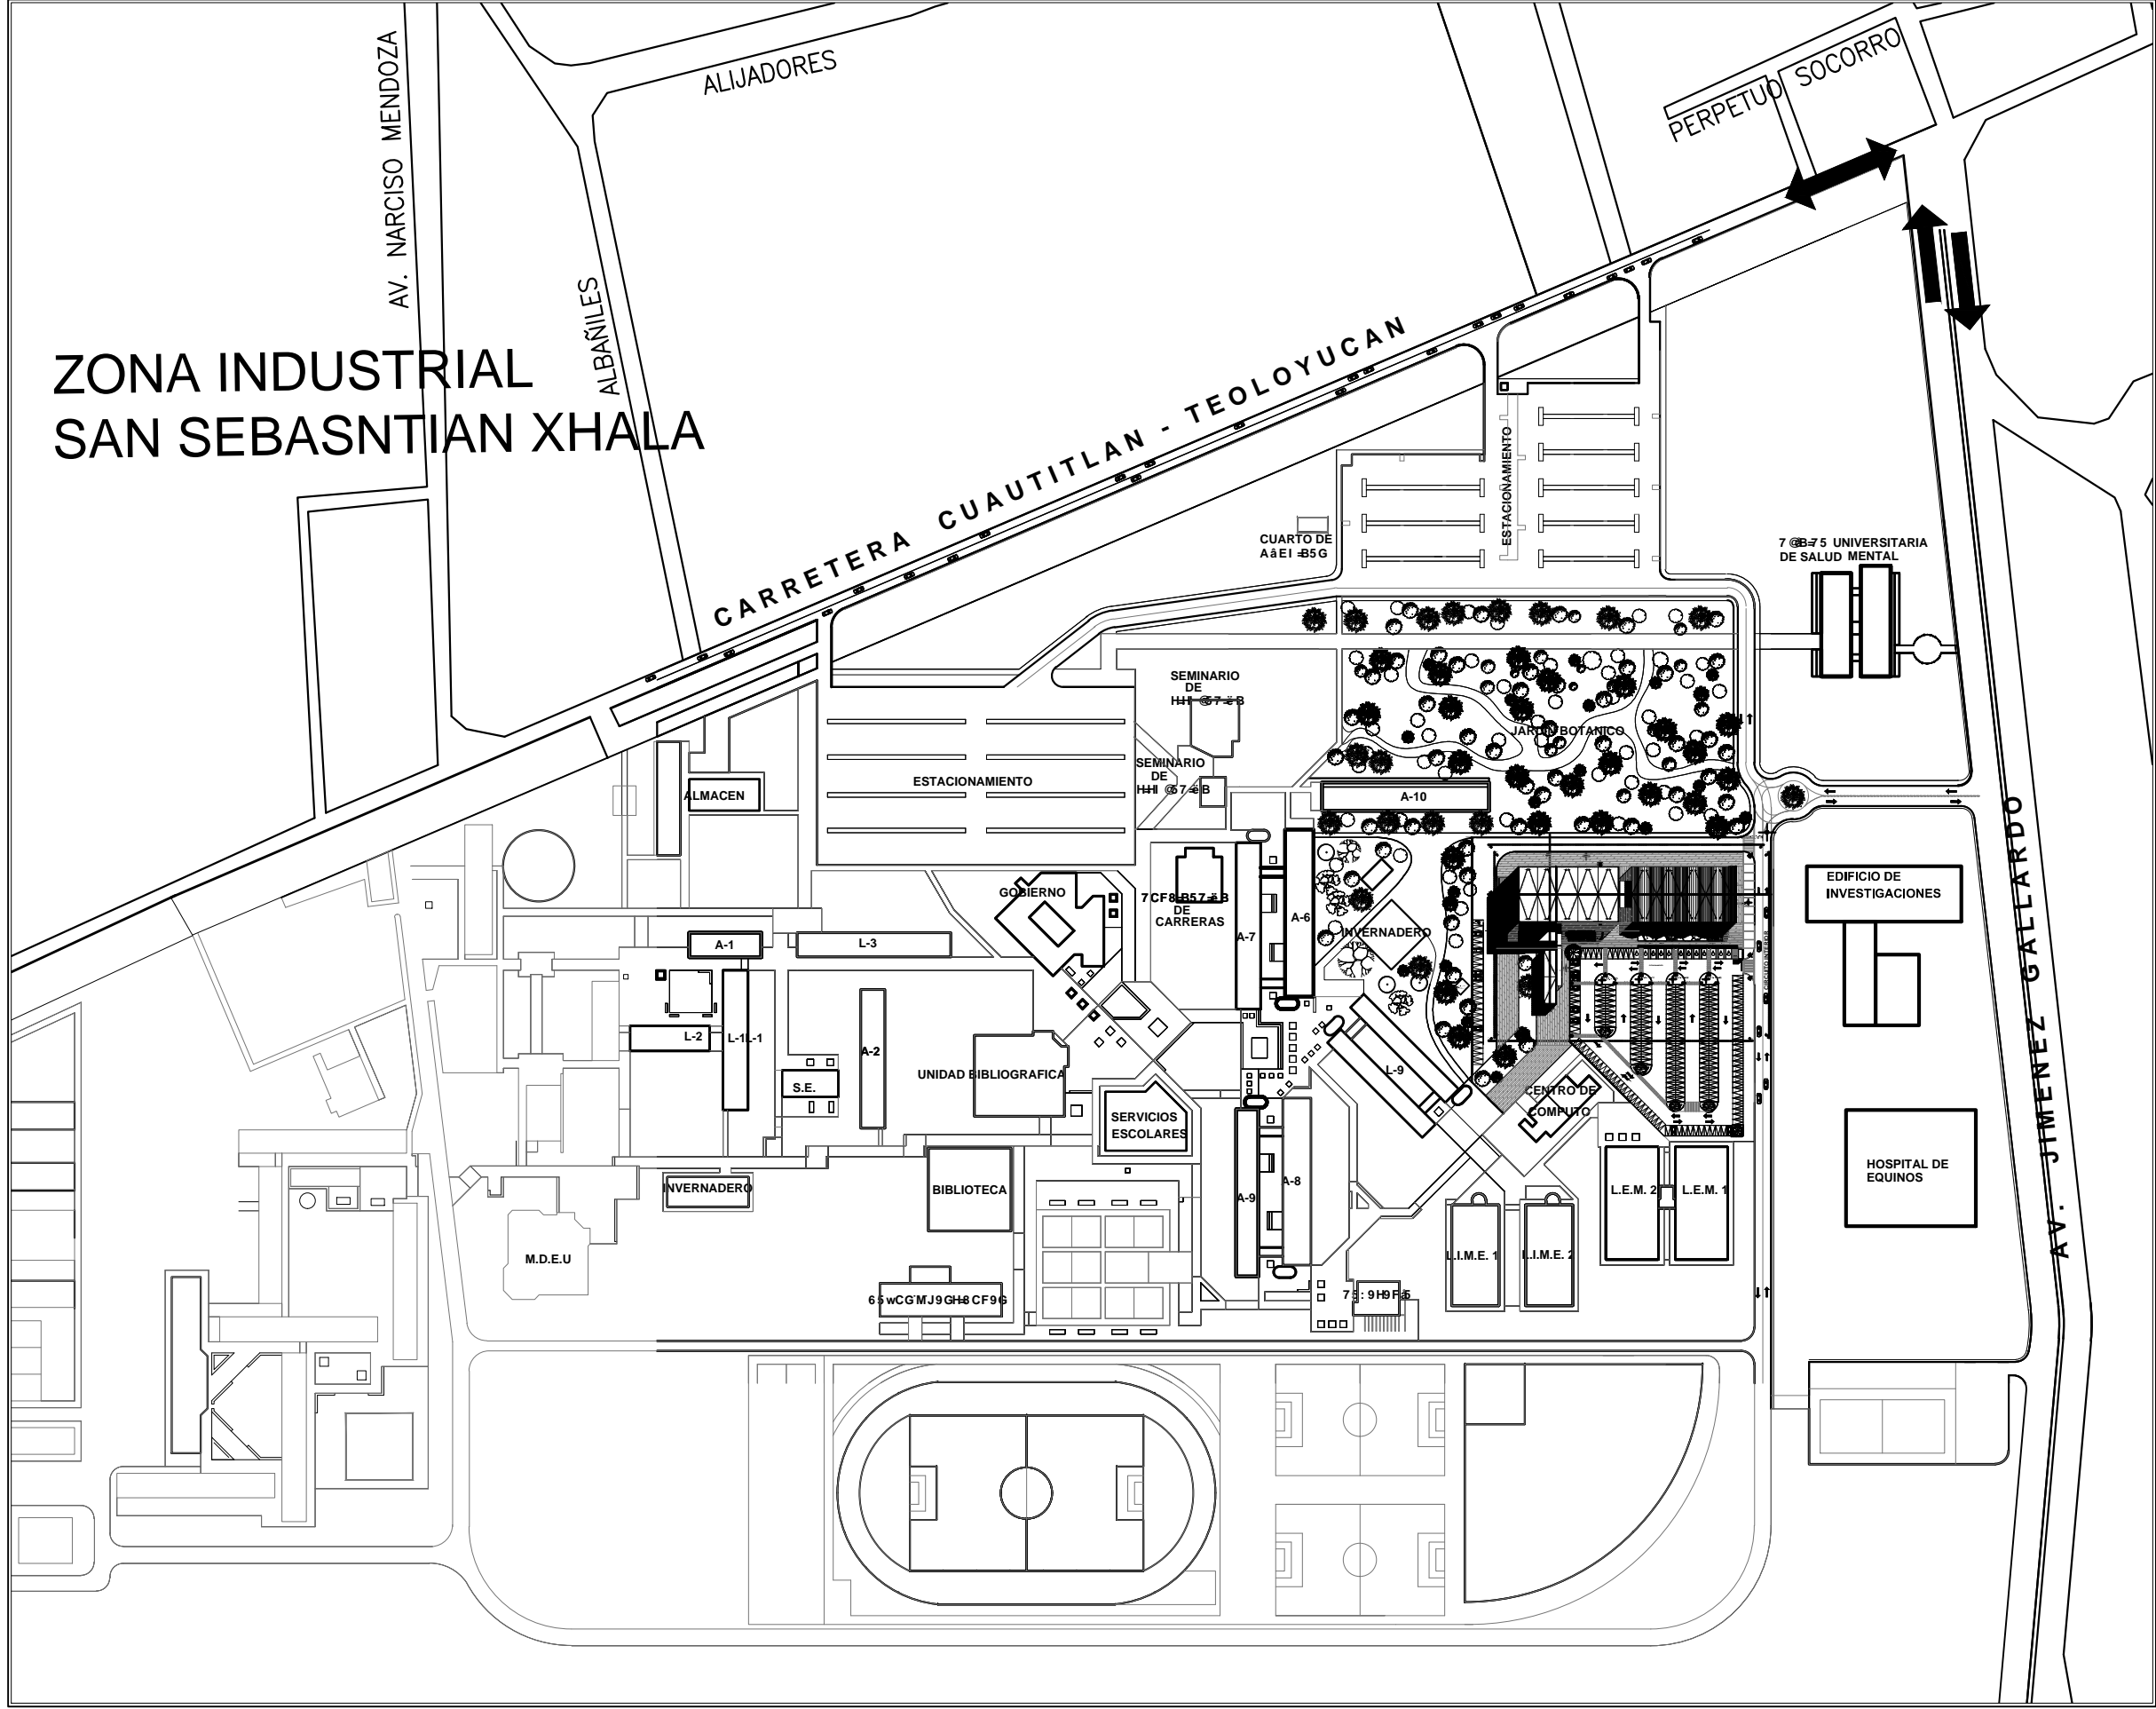 AV. NARCISO MENDOZA
ALIJADORES
PERPETUO SOCORRO
ALBAÑILES
ZONA INDUSTRIAL
SAN SEBASNTIAN XHALA
CARRETERA CUAUTITLAN - TEOLOYUCAN
ESTACIONAMIENTO
CUARTO DE
UNIVERSITARIA
DE SALUD MENTAL
SEMINARIO
DE
JARDIN BOTANICO
SEMINARIO
DE
ESTACIONAMIENTO
ALMACEN
A-10
AV. JIMENEZ GALLARDO
EDIFICIO DE
INVESTIGACIONES
GOBIERNO
DE
CARRERAS
A-6
A-7
INVERNADERO
A-1
L-3
L-2
L-1
L-1
A-2
S.E.
UNIDAD BIBLIOGRAFICA
L-9
CENTRO DE
COMPUTO
SERVICIOS
ESCOLARES
HOSPITAL DE
EQUINOS
INVERNADERO
BIBLIOTECA
A-9
A-8
L.E.M. 2
L.E.M. 1
M.D.E.U
L.I.M.E. 1
L.I.M.E. 2